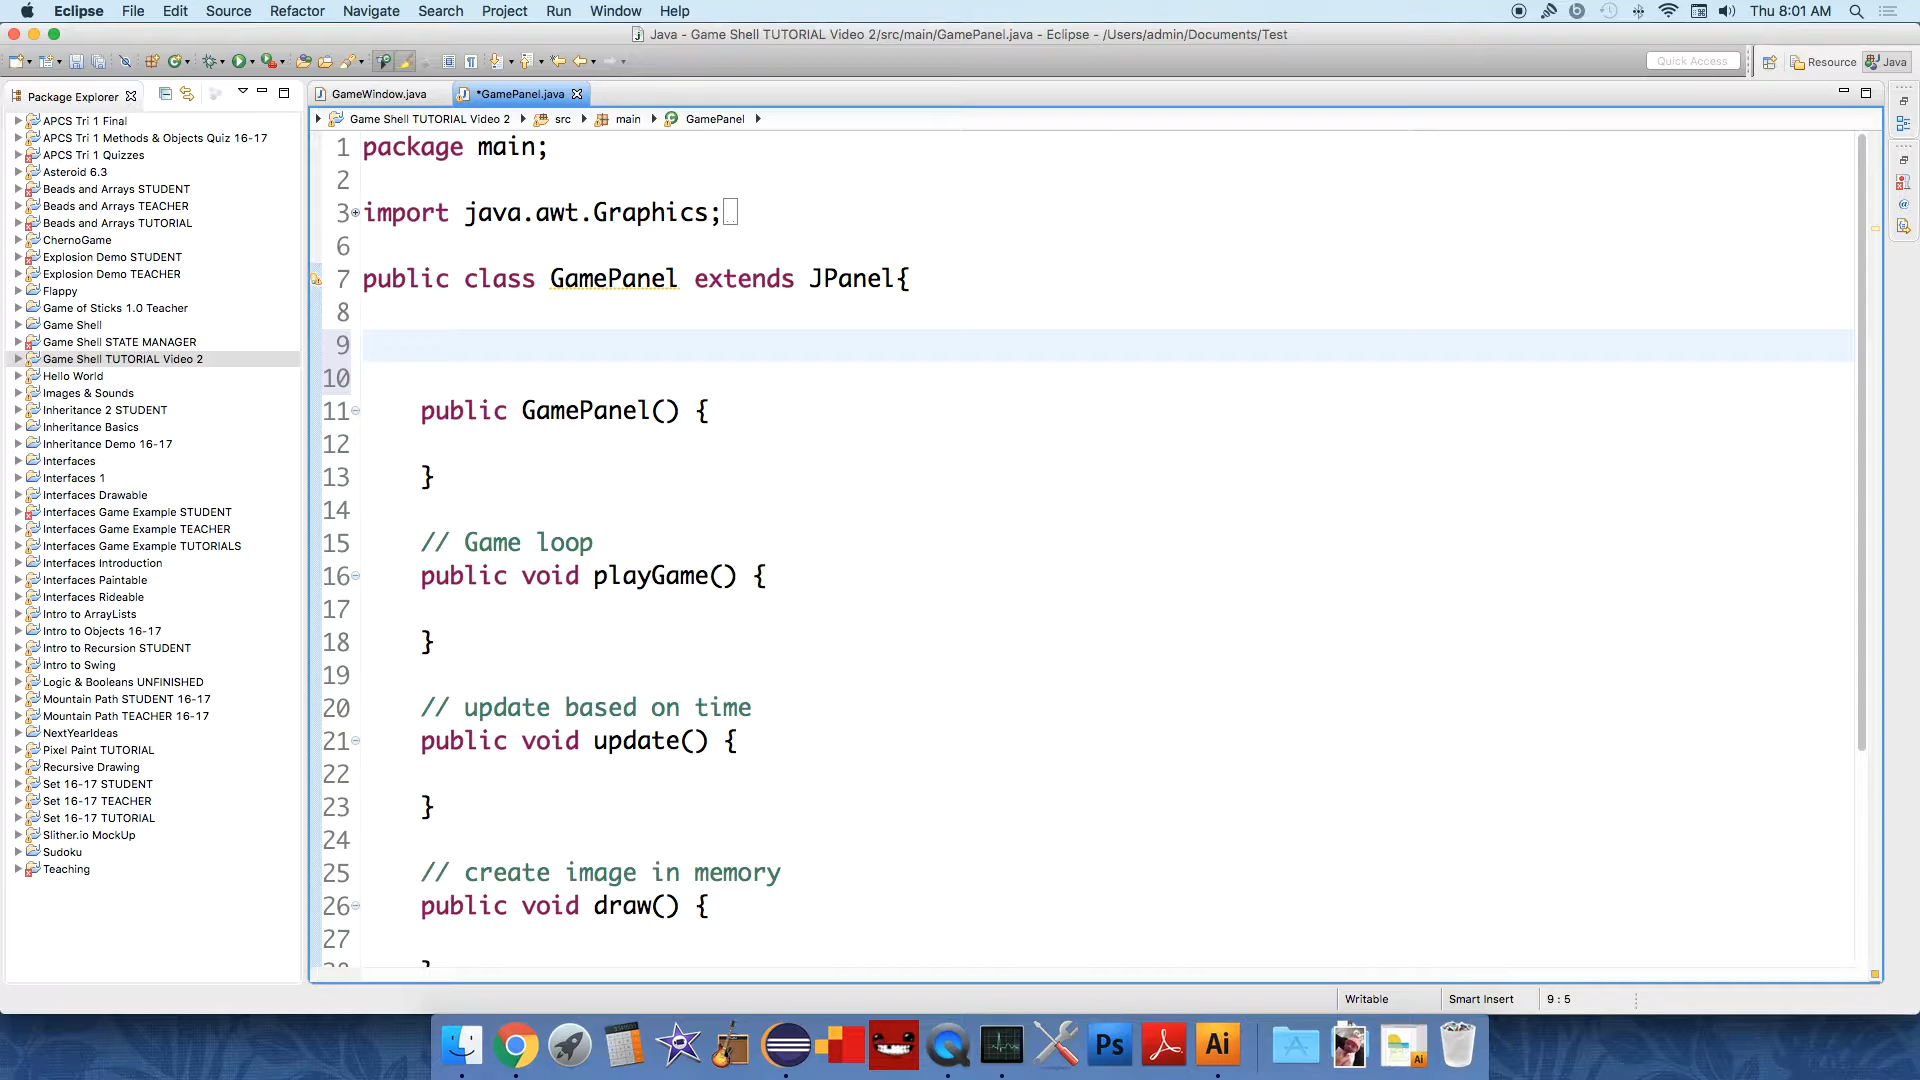 Eclipse File Edit Source Refactor Navigate Search Project Run Window Help Thu 8:01 AM
Java - Game Shell TUTORIAL Video 2/src/main/GamePanel.java - Eclipse - /Users/admin/Documents/Test
Quick Access Resource Java
Package Explorer
GameWindow.java *GamePanel.java
Game Shell TUTORIAL Video 2 src main GamePanel
APCS Tri 1 Final
APCS Tri 1 Methods & Objects Quiz 16-17
APCS Tri 1 Quizzes
Asteroid 6.3
Beads and Arrays STUDENT
Beads and Arrays TEACHER
Beads and Arrays TUTORIAL
ChernoGame
Explosion Demo STUDENT
Explosion Demo TEACHER
Flappy
Game of Sticks 1.0 Teacher
Game Shell
Game Shell STATE MANAGER
Game Shell TUTORIAL Video 2
Hello World
Images & Sounds
Inheritance 2 STUDENT
Inheritance Basics
Inheritance Demo 16-17
Interfaces
Interfaces 1
Interfaces Drawable
Interfaces Game Example STUDENT
Interfaces Game Example TEACHER
Interfaces Game Example TUTORIALS
Interfaces Introduction
Interfaces Paintable
Interfaces Rideable
Intro to ArrayLists
Intro to Objects 16-17
Intro to Recursion STUDENT
Intro to Swing
Logic & Booleans UNFINISHED
Mountain Path STUDENT 16-17
Mountain Path TEACHER 16-17
NextYearIdeas
Pixel Paint TUTORIAL
Recursive Drawing
Set 16-17 STUDENT
Set 16-17 TEACHER
Set 16-17 TUTORIAL
Slither.io MockUp
Sudoku
Teaching
1 package main;
2
3 import java.awt.Graphics;
6
7 public class GamePanel extends JPanel{
8
9
10
11 public GamePanel() {
12
13 }
14
15 // Game loop
16 public void playGame() {
17
18 }
19
20 // update based on time
21 public void update() {
22
23 }
24
25 // create image in memory
26 public void draw() {
27
28 }
Writable Smart Insert 9 : 5
Ps Ai Ai